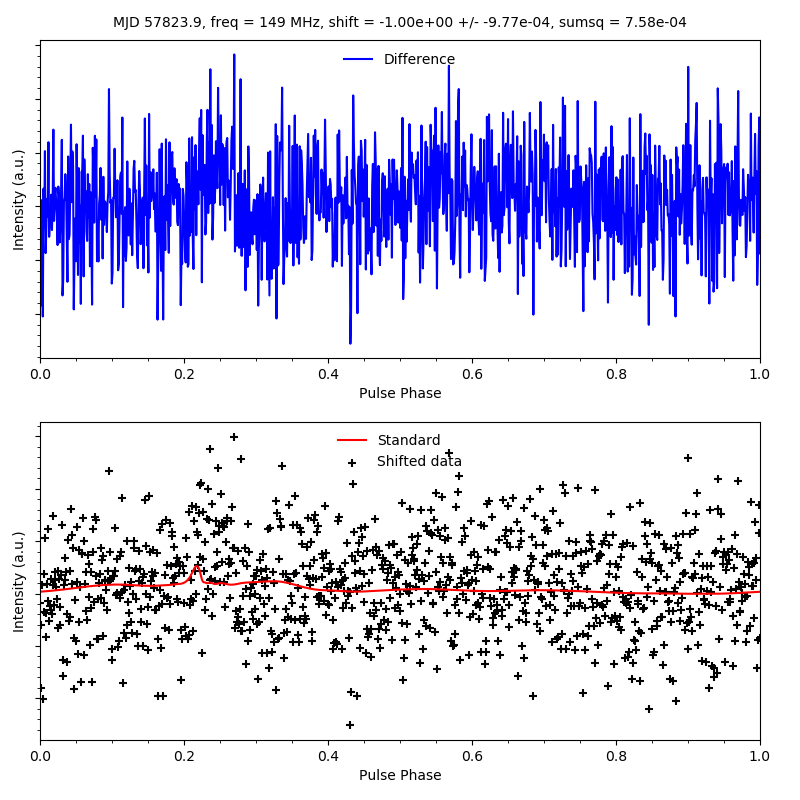 MJD 57823.9, freq = 149 MHz, shift = -1.00e+00 +/- -9.77e-04, sumsq = 7.58e-04
Difference
Intensity (a.u.)
0.0 0.2 0.4 0.6 0.8 1.0
Pulse Phase
Standard
Shifted data
Intensity (a.u.)
0.0 0.2 0.4 0.6 0.8 1.0
Pulse Phase